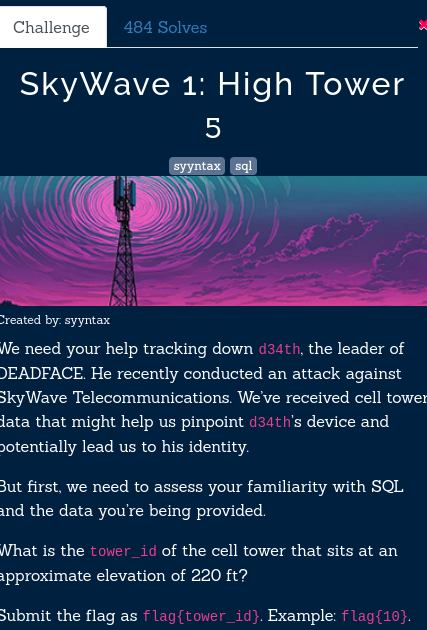 Challenge 484 Solves ×
SkyWave 1: High Tower
5
syyntax sql
Created by: syyntax
We need your help tracking down d34th, the leader of
DEADFACE. He recently conducted an attack against
SkyWave Telecommunications. We've received cell tower
data that might help us pinpoint d34th's device and
potentially lead us to his identity.
But first, we need to assess your familiarity with SQL
and the data you're being provided.
What is the tower_id of the cell tower that sits at an
approximate elevation of 220 ft?
Submit the flag as flag{tower_id}. Example: flag{10}.